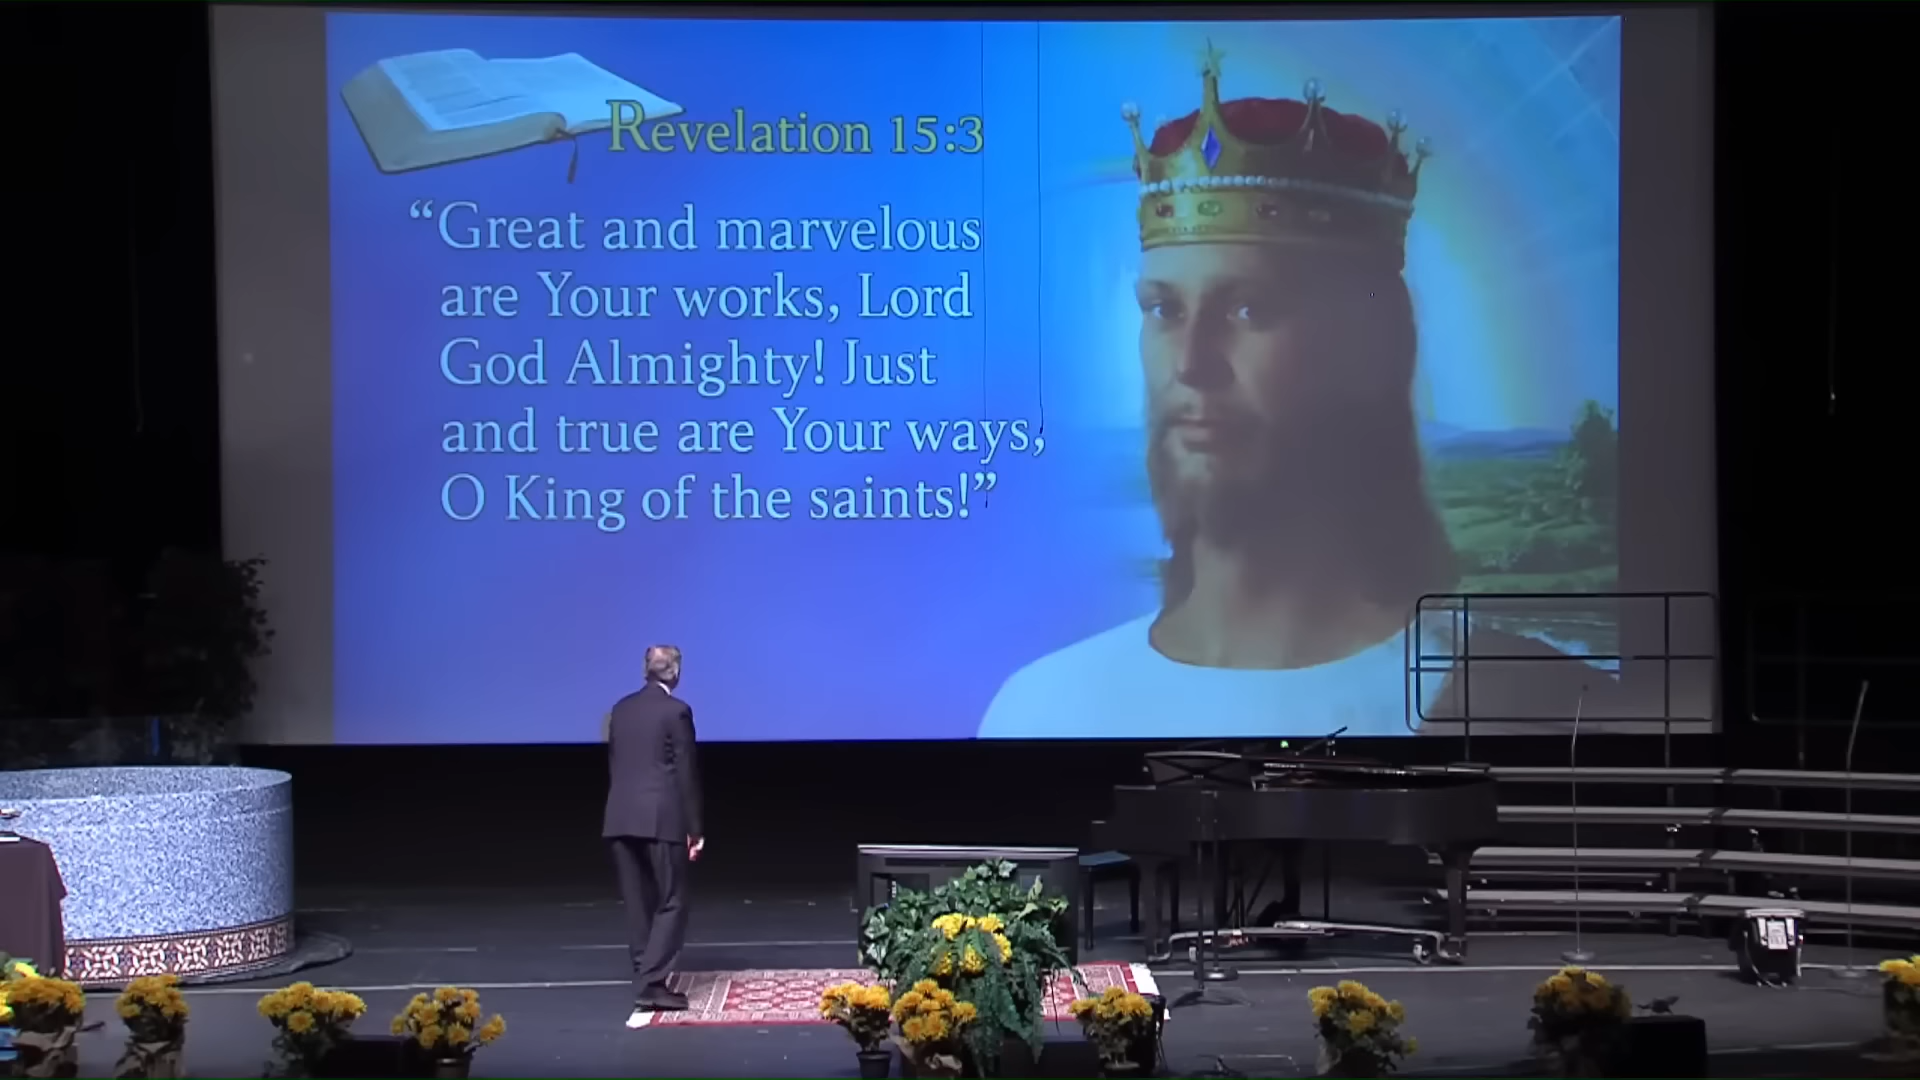 Revelation 15:3
“Great and marvelous
are Your works, Lord
God Almighty! Just
and true are Your ways,
O King of the saints!”